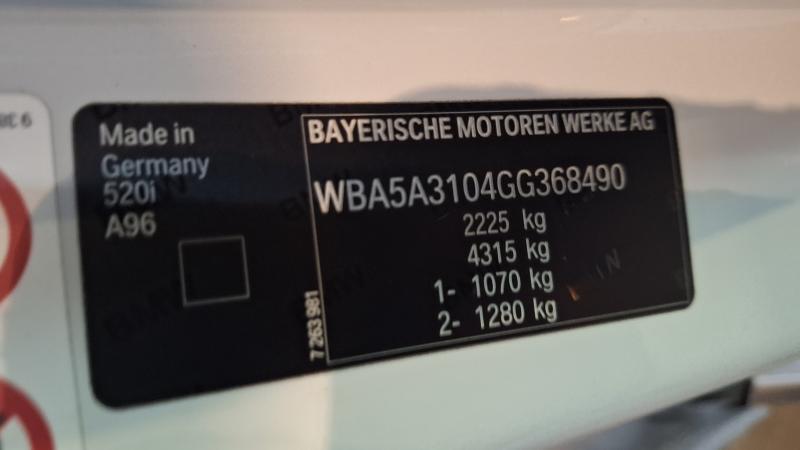 Made in
Germany
520i
A96
BAYERISCHE MOTOREN WERKE AG
WBA5A3104GG368490
2225 kg
4315 kg
1- 1070 kg
2- 1280 kg
7 263 981